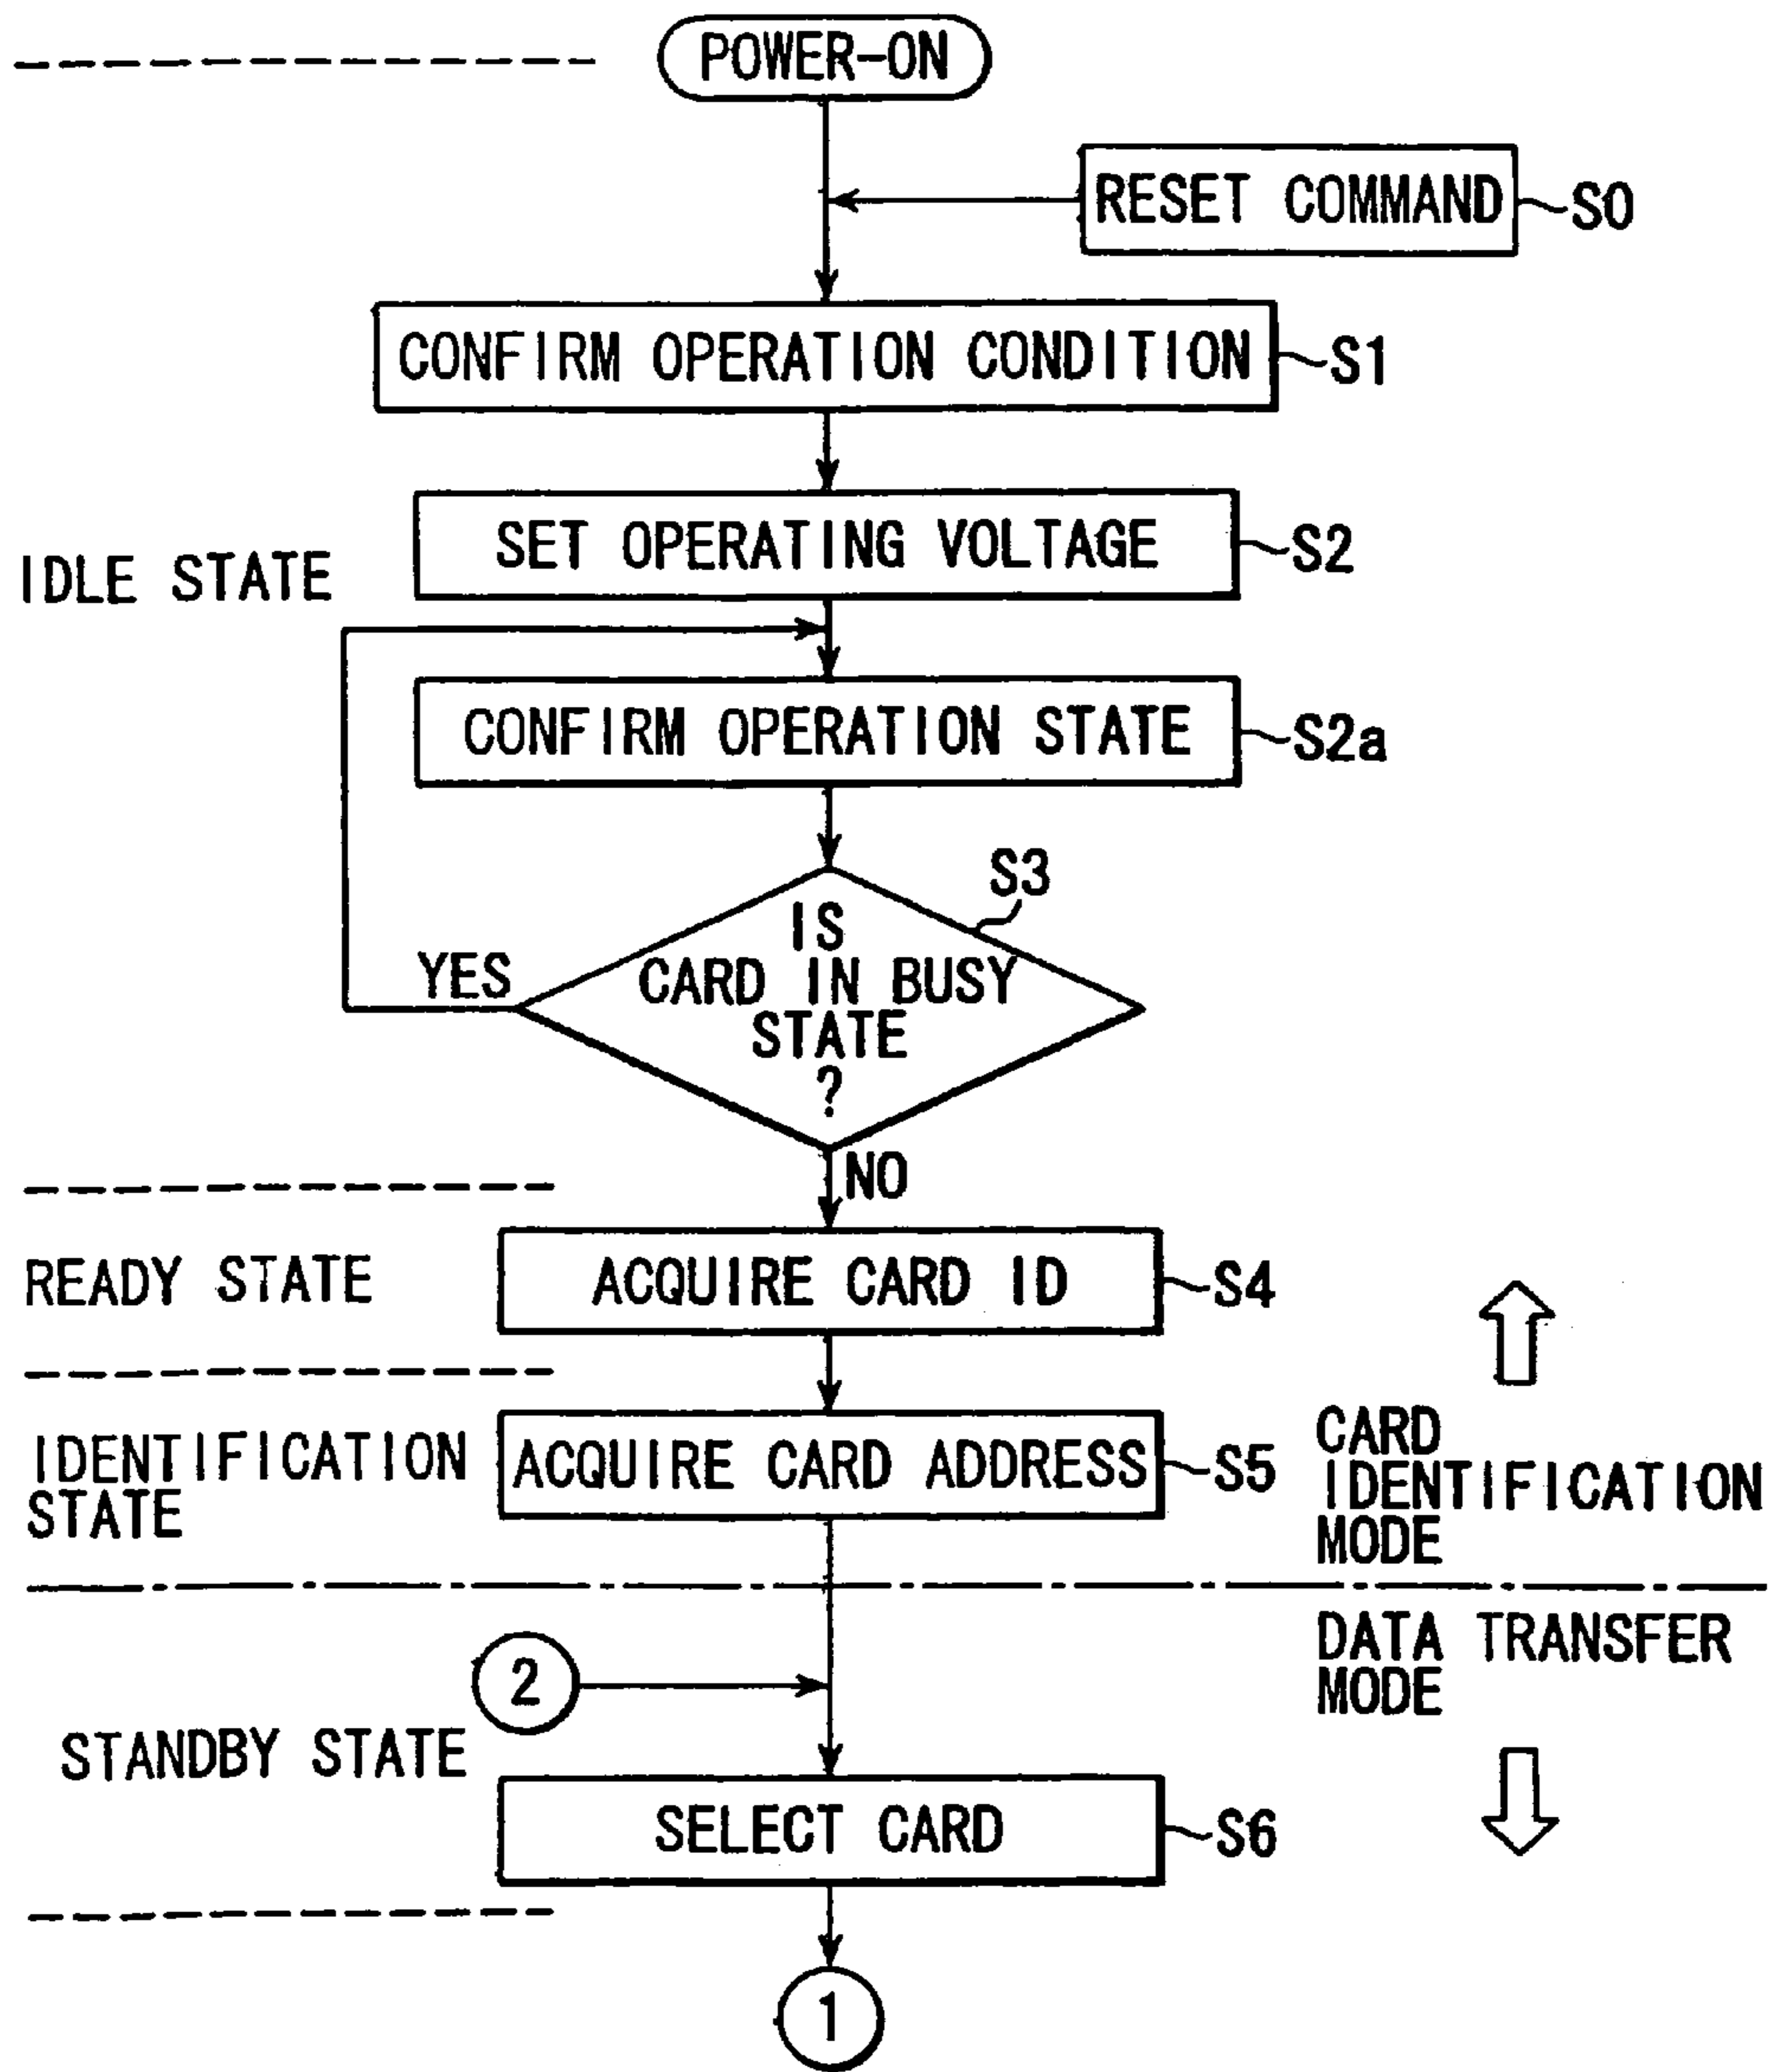 POWER-ON
RESET COMMAND
S0
CONFIRM OPERATION CONDITION
S1
SET OPERATING VOLTAGE
S2
IDLE STATE
CONFIRM OPERATION STATE
S2a
S3
IS
CARD IN BUSY
STATE
?
YES
NO
READY STATE
ACQUIRE CARD ID
S4
IDENTIFICATION
STATE
ACQUIRE CARD ADDRESS
S5
CARD
IDENTIFICATION
MODE
DATA TRANSFER
MODE
2
STANDBY STATE
SELECT CARD
S6
1